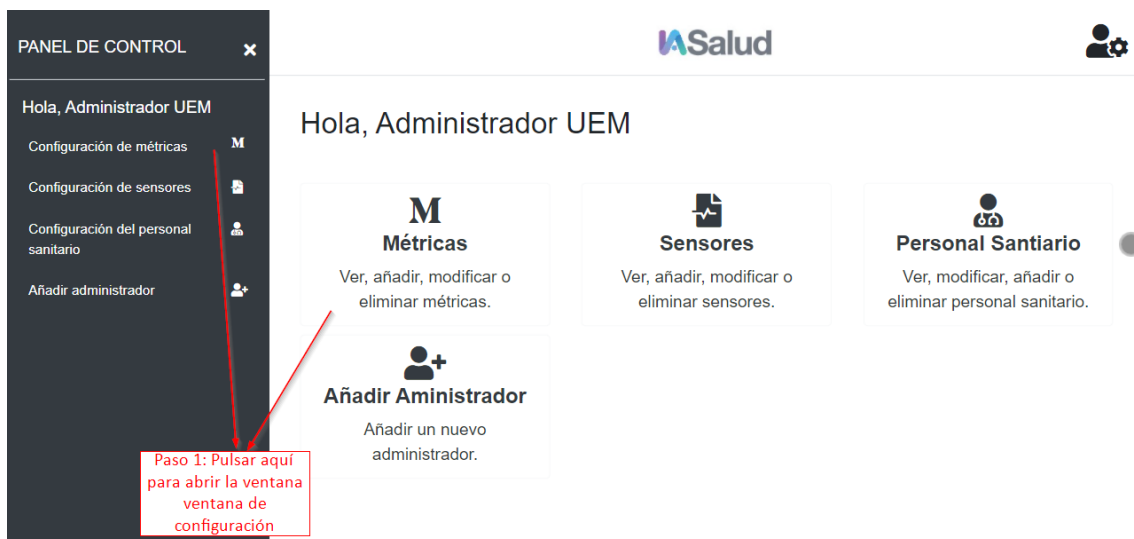 PANEL DE CONTROL
Hola, Administrador UEM
Configuración de métricas
M
Configuración de sensores
Configuración del personal
sanitario
Añadir administrador
IASalud
Hola, Administrador UEM
M
Métricas
Ver, añadir, modificar o
eliminar métricas.
Sensores
Ver, añadir, modificar o
eliminar sensores.
Personal Santiario
Ver, modificar, añadir o
eliminar personal sanitario.
Añadir Aministrador
Añadir un nuevo
administrador.
Paso 1: Pulsar aquí
para abrir la ventana
ventana de
configuración